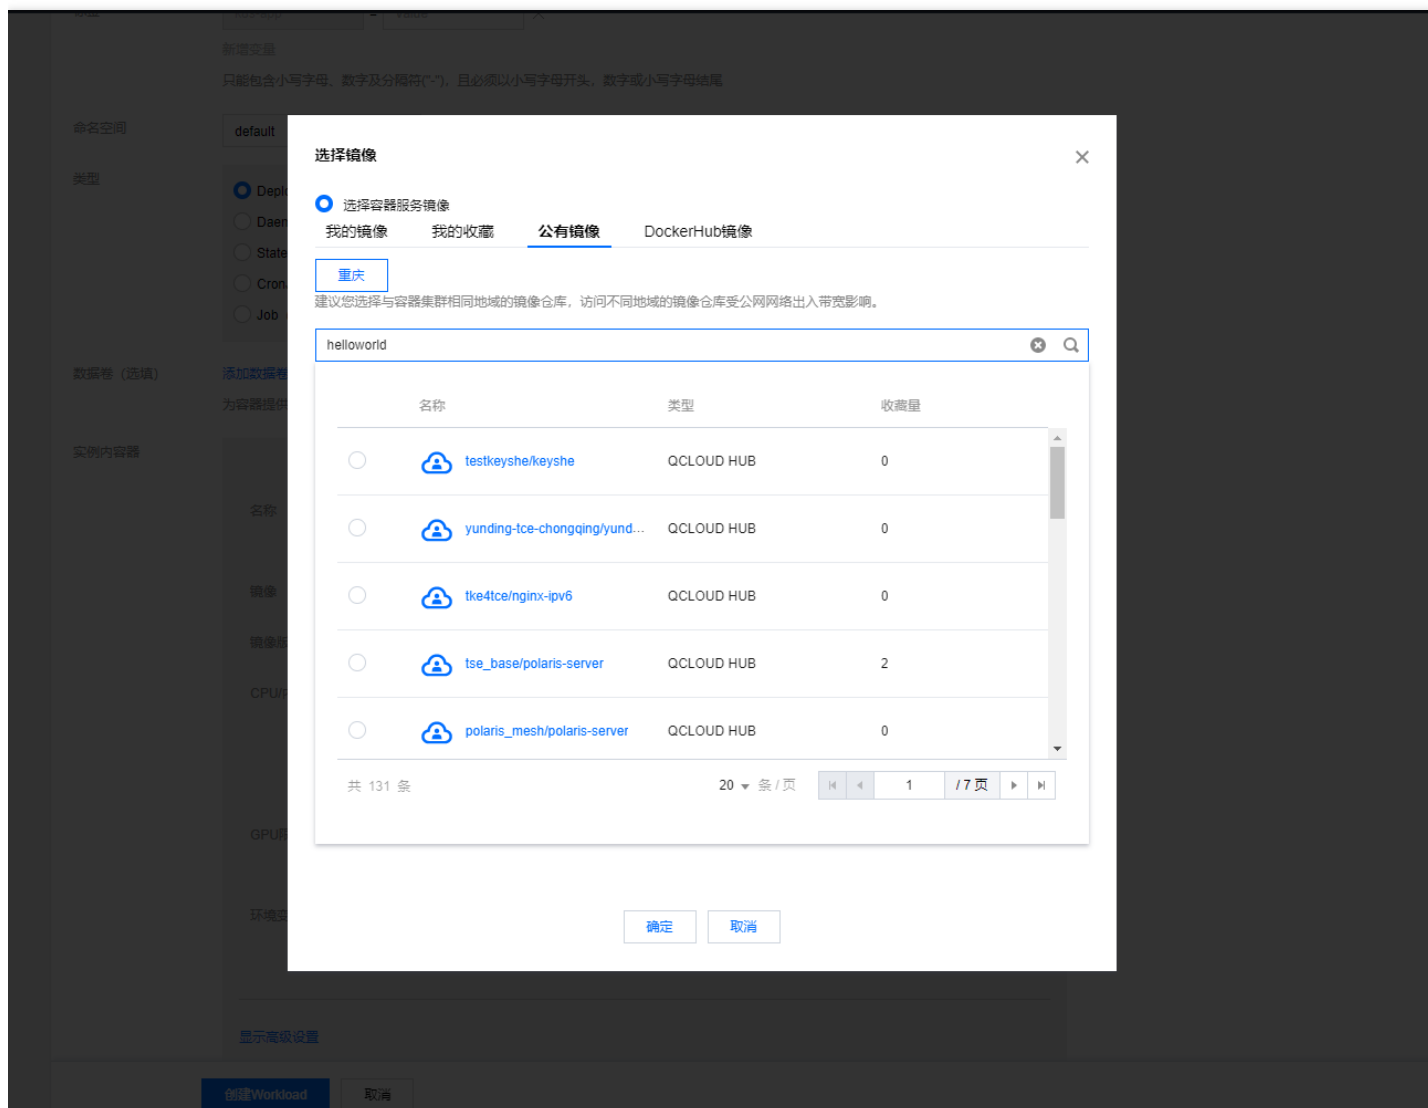 value
新增变量
只能包含小写字母、数字及分隔符("-")，且必须以小写字母开头，数字或小写字母结尾
命名空间
default
选择镜像
类型
选择容器服务镜像
我的镜像 我的收藏 公有镜像 DockerHub镜像
重庆
建议您选择与容器集群相同地域的镜像仓库，访问不同地域的镜像仓库受公网网络出入带宽影响。
Job
helloworld
数据卷（选填）
添加数据卷
为容器提供
名称 类型 收藏量
实例内容器
testkeyshe/keyshe QCLOUD HUB 0
名称
yunding-tce-chongqing/yund... QCLOUD HUB 0
镜像
tke4tce/nginx-ipv6 QCLOUD HUB 0
镜像版
tse_base/polaris-server QCLOUD HUB 2
CPU/
polaris_mesh/polaris-server QCLOUD HUB 0
共 131 条 20 条 / 页 1 / 7 页
GPU限
环境变
确定 取消
显示高级设置
创建Workload 取消